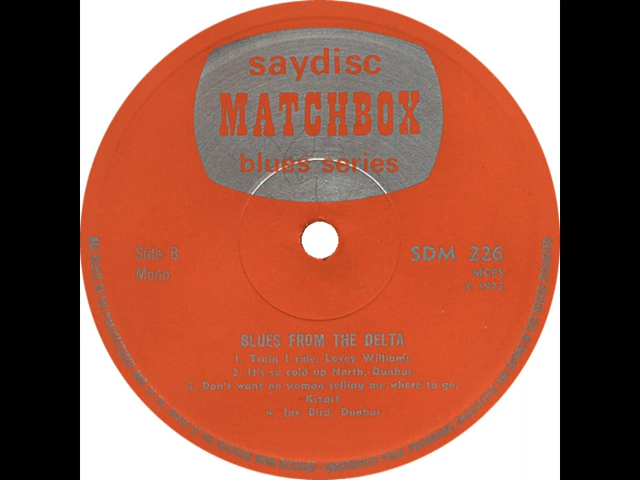 saydisc
MATCHBOX
blues series
Side B
Mono
SDM 226
MCPS
℗ 1972
BLUES FROM THE DELTA
1. Train I ride. Lovey Williams
2. It's so cold up North. Dunbar
3. Don't want no woman telling me where to go.
Kizart
4. Jay Bird. Dunbar